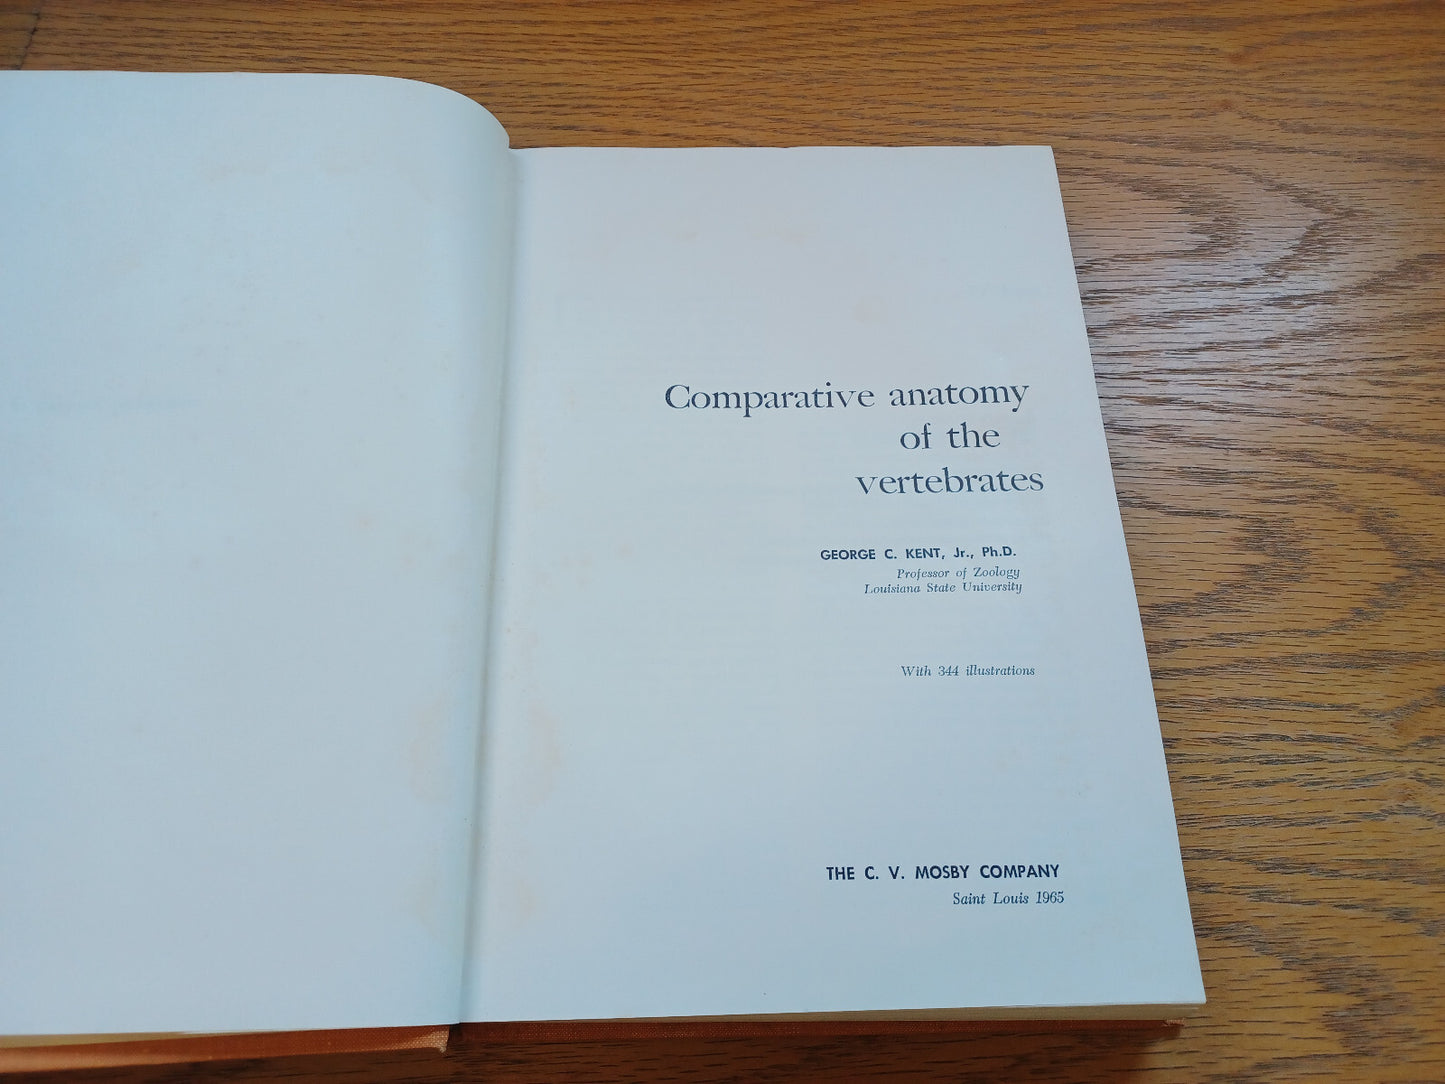 Comparative anatomy
of the
vertebrates
GEORGE C. KENT, Jr., Ph.D.
Professor of Zoology
Louisiana State University
With 344 illustrations
THE C. V. MOSBY COMPANY
Saint Louis 1965